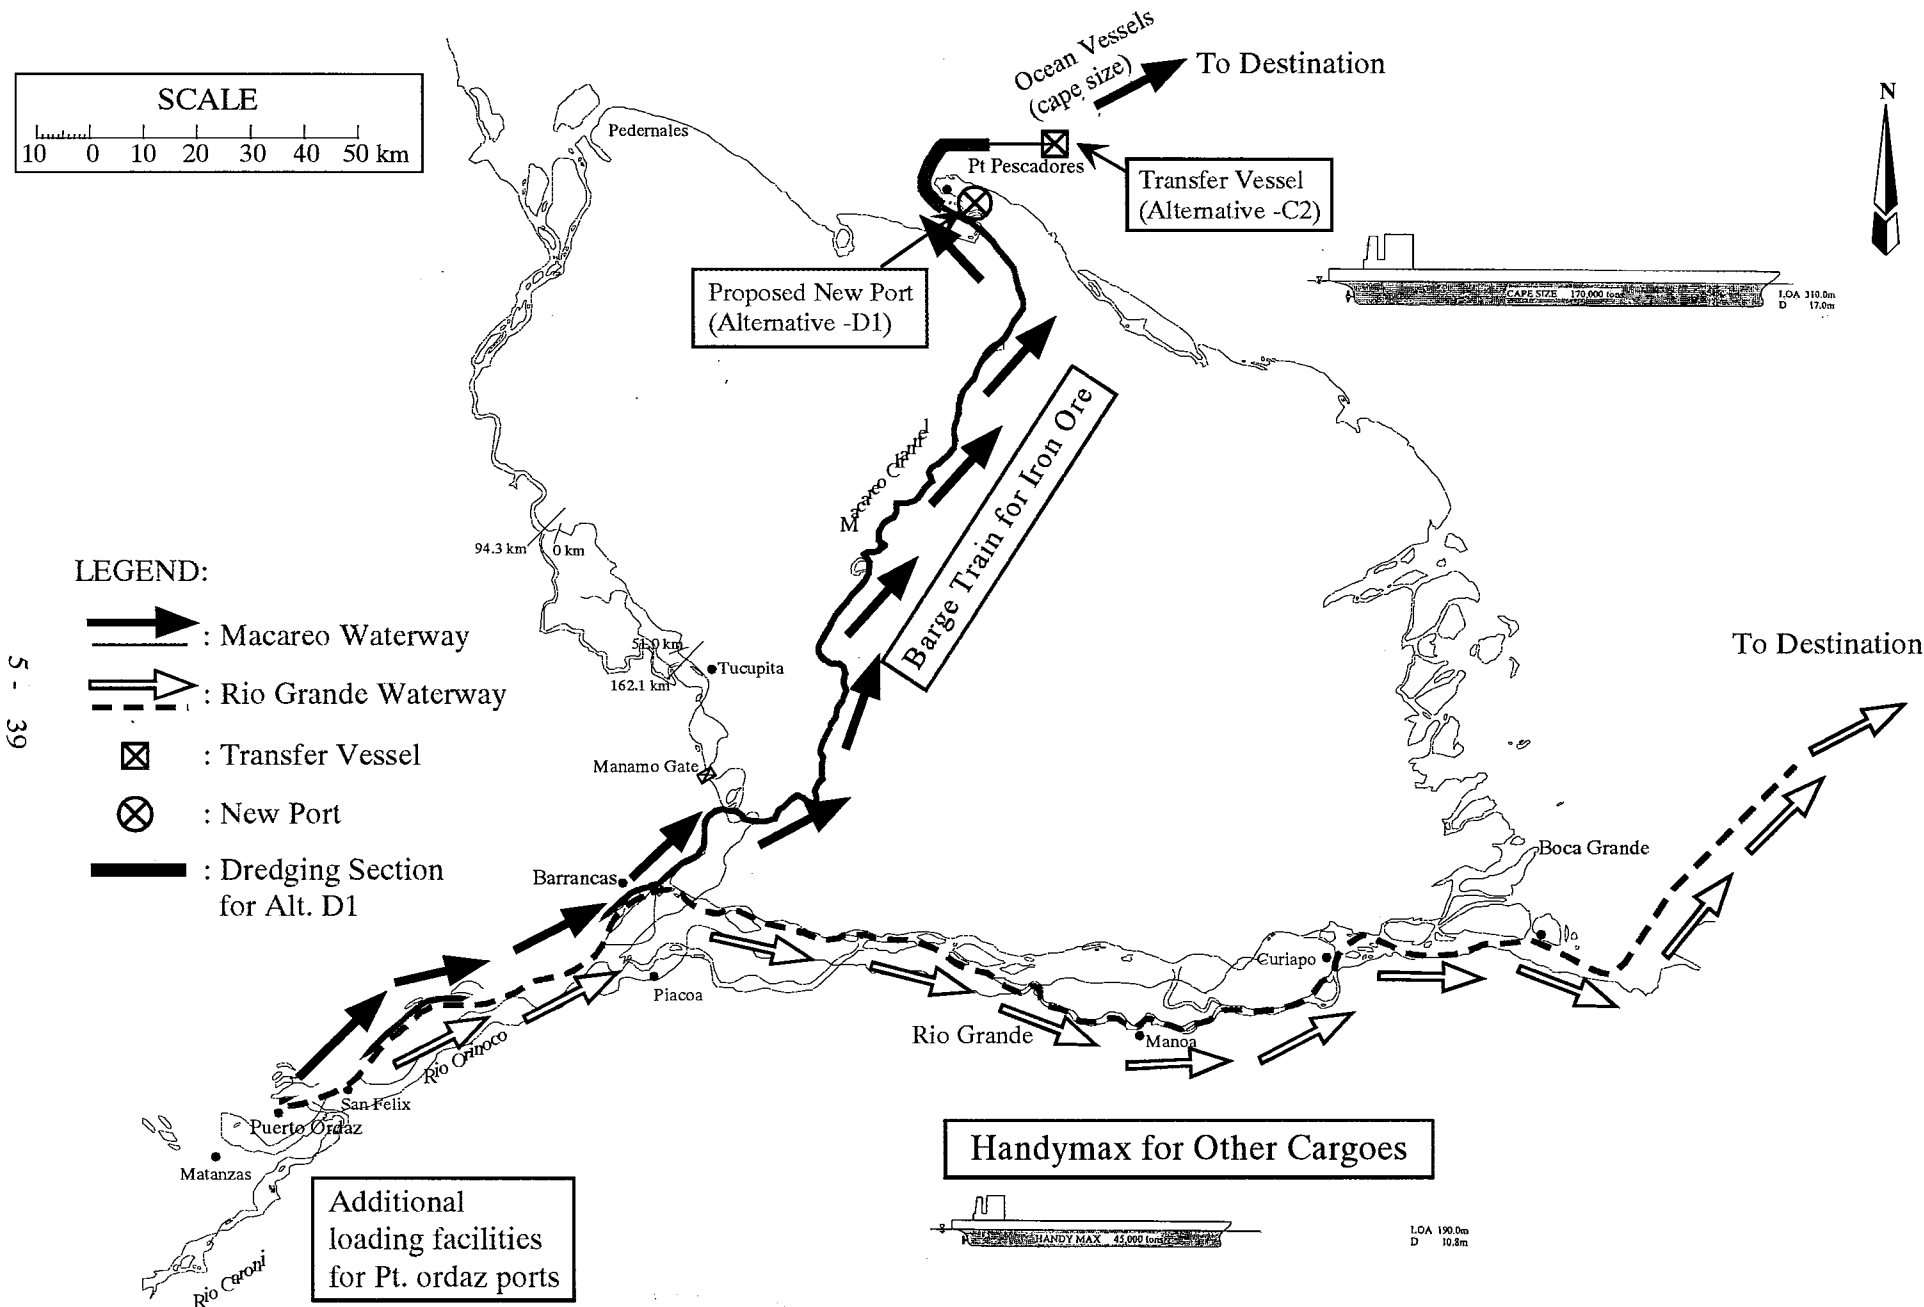 SCALE
10 0 10 20 30 40 50 km
Pedernales
Ocean Vessels
(cape size)
To Destination
Pt Pescadores
Transfer Vessel
(Alternative -C2)
N
CAPE SIZE 170,000 tons
LOA 310.0m
D 17.0m
Proposed New Port
(Alternative -D1)
Macareo Channel
Barge Train for Iron Ore
94.3 km
0 km
51.0 km
162.1 km
Tucupita
Manamo Gate
LEGEND:
: Macareo Waterway
: Rio Grande Waterway
: Transfer Vessel
: New Port
: Dredging Section
for Alt. D1
5 - 39
To Destination
Boca Grande
Barrancas
Piacoa
Curiapo
Rio Grande
Manoa
Rio Orinoco
San Felix
Puerto Ordaz
Matanzas
Rio Caroni
Additional
loading facilities
for Pt. ordaz ports
Handymax for Other Cargoes
HANDY MAX 45,000 tons
LOA 190.0m
D 10.8m